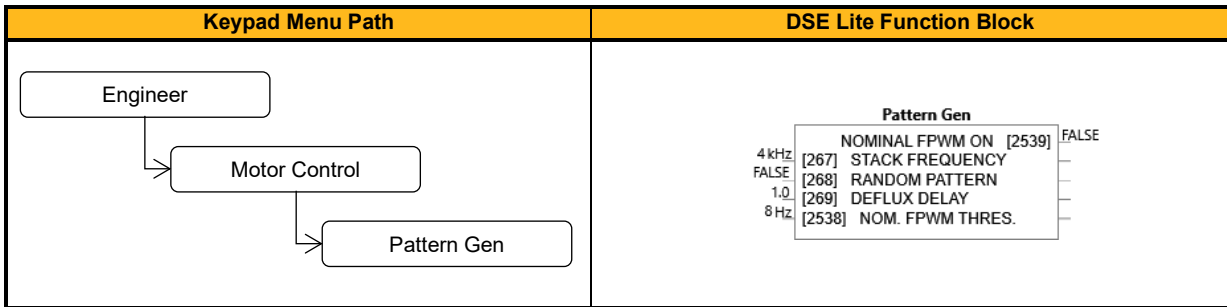 Keypad Menu Path
DSE Lite Function Block
Engineer
Motor Control
Pattern Gen
Pattern Gen
NOMINAL FPWM ON [2539] FALSE
4 kHz [267] STACK FREQUENCY
FALSE [268] RANDOM PATTERN
1.0 [269] DEFLUX DELAY
8 Hz [2538] NOM. FPWM THRES.